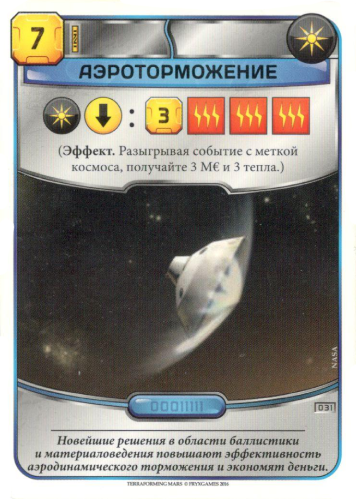 7
АЭРОТОРМОЖЕНИЕ
: 3
(Эффект. Разыгрывая событие с меткой
космоса, получайте 3 М€ и 3 тепла.)
NASA
00011111
031
Новейшие решения в области баллистики
и материаловедения повышают эффективность
аэродинамического торможения и экономят деньги.
TERRAFORMING MARS © FRYXGAMES 2016